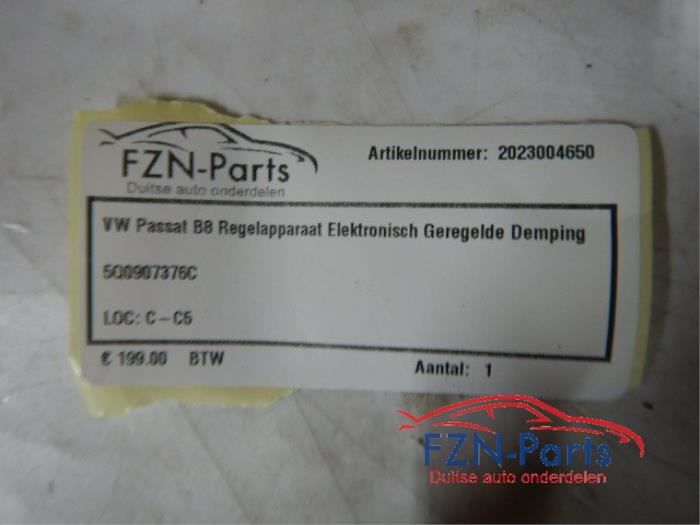 FZN-Parts
Duitse auto onderdelen
Artikelnummer: 2023004650
VW Passat B8 Regelapparaat Elektronisch Geregelde Demping
5Q0907376C
LOC: C-C5
€ 199.00 BTW
Aantal: 1
FZN-Parts
Duitse auto onderdelen